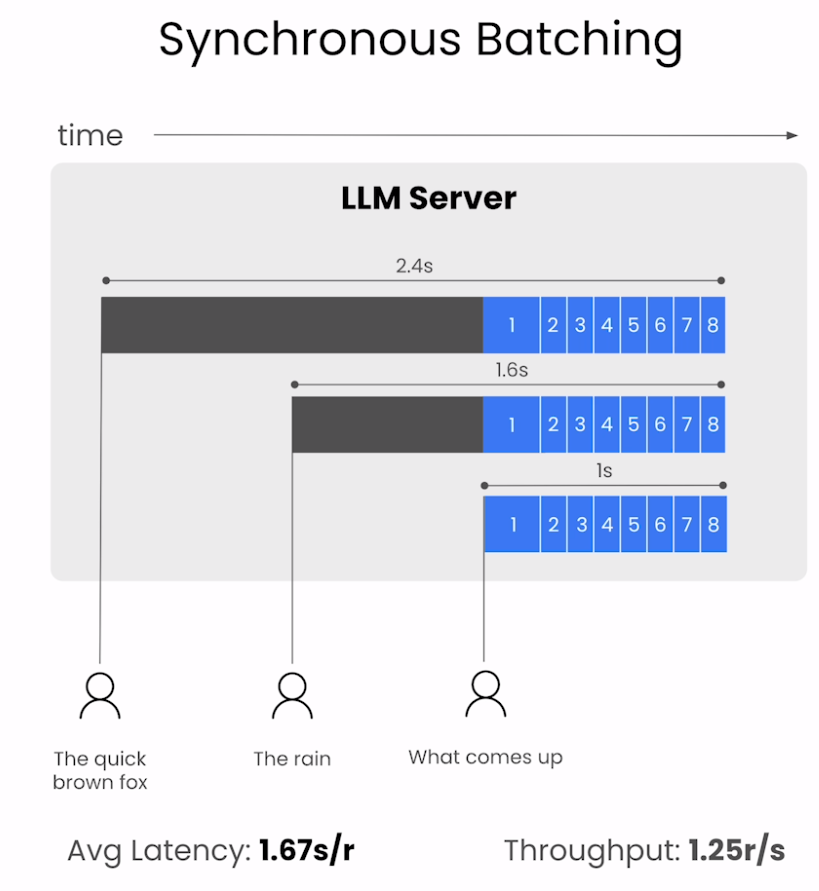 Synchronous Batching
time
LLM Server
2.4s
1 2 3 4 5 6 7 8
1.6s
1 2 3 4 5 6 7 8
1s
1 2 3 4 5 6 7 8
The quick
brown fox
The rain
What comes up
Avg Latency: 1.67s/r
Throughput: 1.25r/s